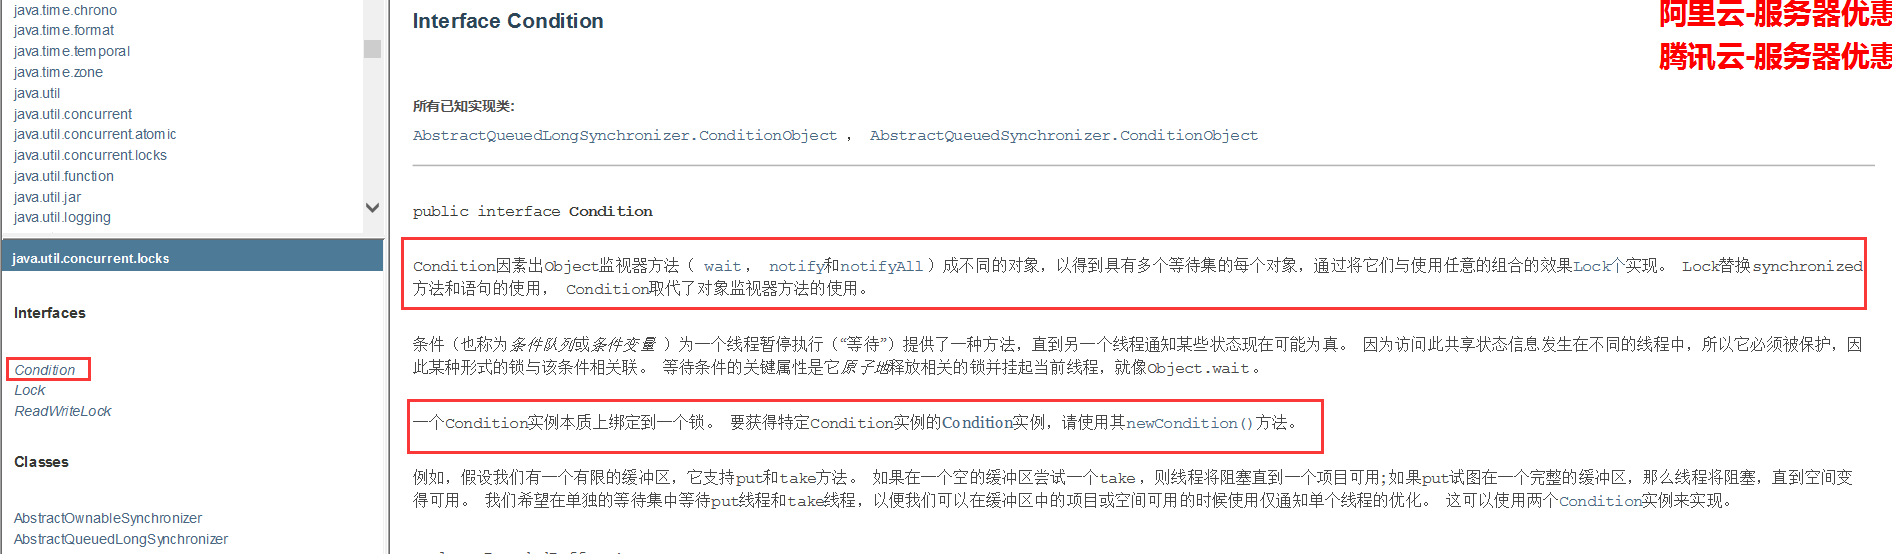 java.time.chrono
java.time.format
java.time.temporal
java.time.zone
java.util
java.util.concurrent
java.util.concurrent.atomic
java.util.concurrent.locks
java.util.function
java.util.jar
java.util.logging
java.util.concurrent.locks
Interfaces
Condition
Lock
ReadWriteLock
Classes
AbstractOwnableSynchronizer
AbstractQueuedLongSynchronizer
Interface Condition
阿里云-服务器优惠
腾讯云-服务器优惠
所有已知实现类:
AbstractQueuedLongSynchronizer.ConditionObject ， AbstractQueuedSynchronizer.ConditionObject
public interface Condition
Condition因素出Object监视器方法（ wait， notify和notifyAll ）成不同的对象，以得到具有多个等待集的每个对象，通过将它们与使用任意的组合的效果Lock个实现。 Lock替换synchronized
方法和语句的使用， Condition取代了对象监视器方法的使用。
条件（也称为条件队列或条件变量 ）为一个线程暂停执行（“等待”）提供了一种方法，直到另一个线程通知某些状态现在可能为真。 因为访问此共享状态信息发生在不同的线程中，所以它必须被保护，因
此某种形式的锁与该条件相关联。 等待条件的关键属性是它原子地释放相关的锁并挂起当前线程，就像Object.wait。
一个Condition实例本质上绑定到一个锁。 要获得特定Condition实例的Condition实例，请使用其newCondition()方法。
例如，假设我们有一个有限的缓冲区，它支持put和take方法。 如果在一个空的缓冲区尝试一个take ，则线程将阻塞直到一个项目可用;如果put试图在一个完整的缓冲区，那么线程将阻塞，直到空间变
得可用。 我们希望在单独的等待集中等待put线程和take线程，以便我们可以在缓冲区中的项目或空间可用的时候使用仅通知单个线程的优化。 这可以使用两个Condition实例来实现。